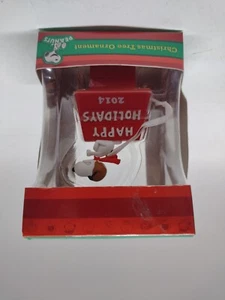 Christmas Tree Ornament
PEANUTS
HAPPY
HOLIDAYS
2014